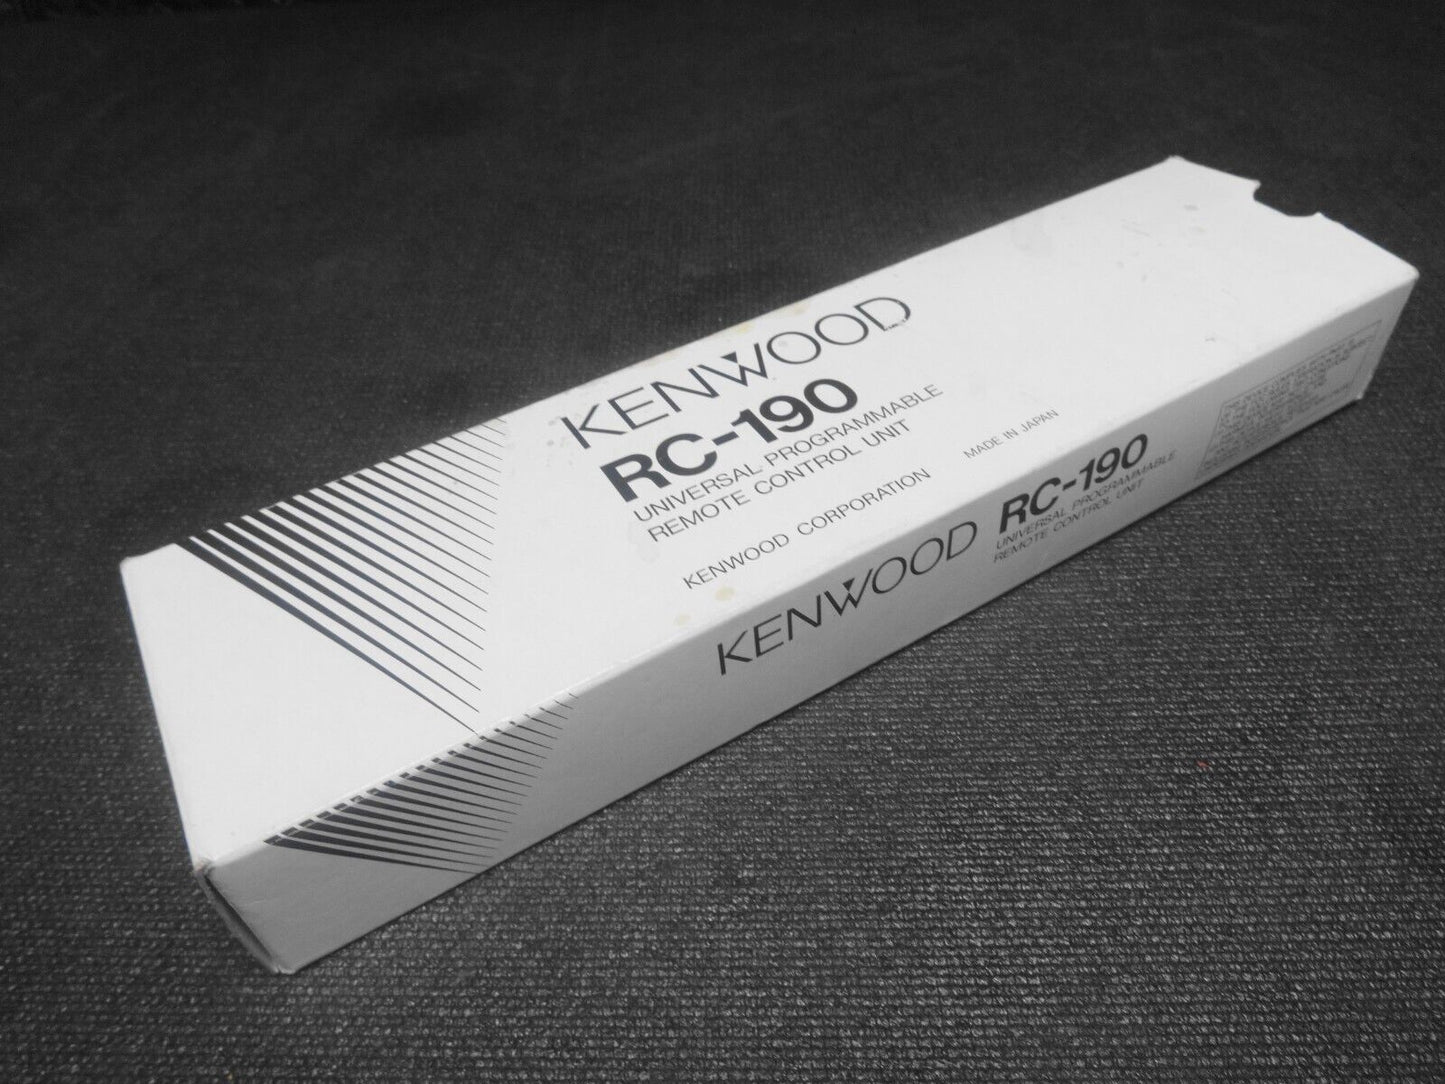 KENWOOD
RC-190
UNIVERSAL PROGRAMMABLE
REMOTE CONTROL UNIT
KENWOOD CORPORATION
MADE IN JAPAN
KENWOOD
RC-190
UNIVERSAL PROGRAMMABLE
REMOTE CONTROL UNIT